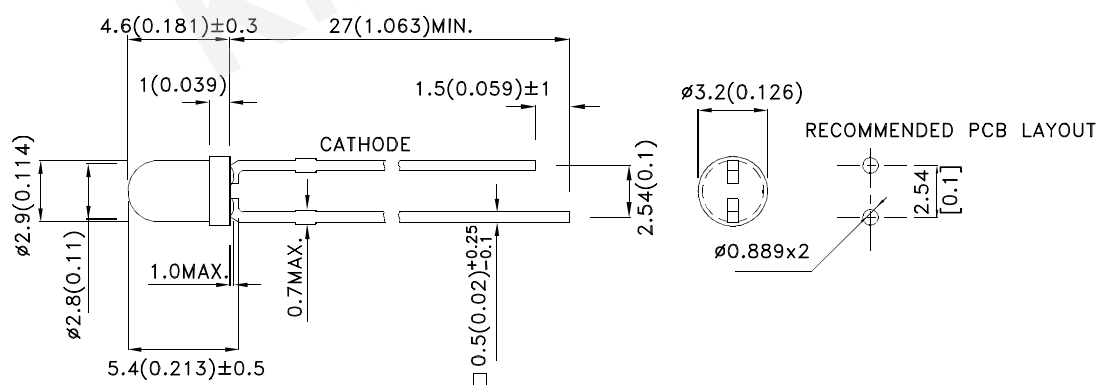 4.6(0.181)±0.3
27(1.063)MIN.
1(0.039)
1.5(0.059)±1
ø3.2(0.126)
RECOMMENDED PCB LAYOUT
CATHODE
ø2.9(0.114)
ø2.8(0.11)
2.54(0.1)
2.54
[0.1]
1.0MAX.
0.7MAX.
□0.5(0.02)+0.25 -0.1
ø0.889x2
5.4(0.213)±0.5